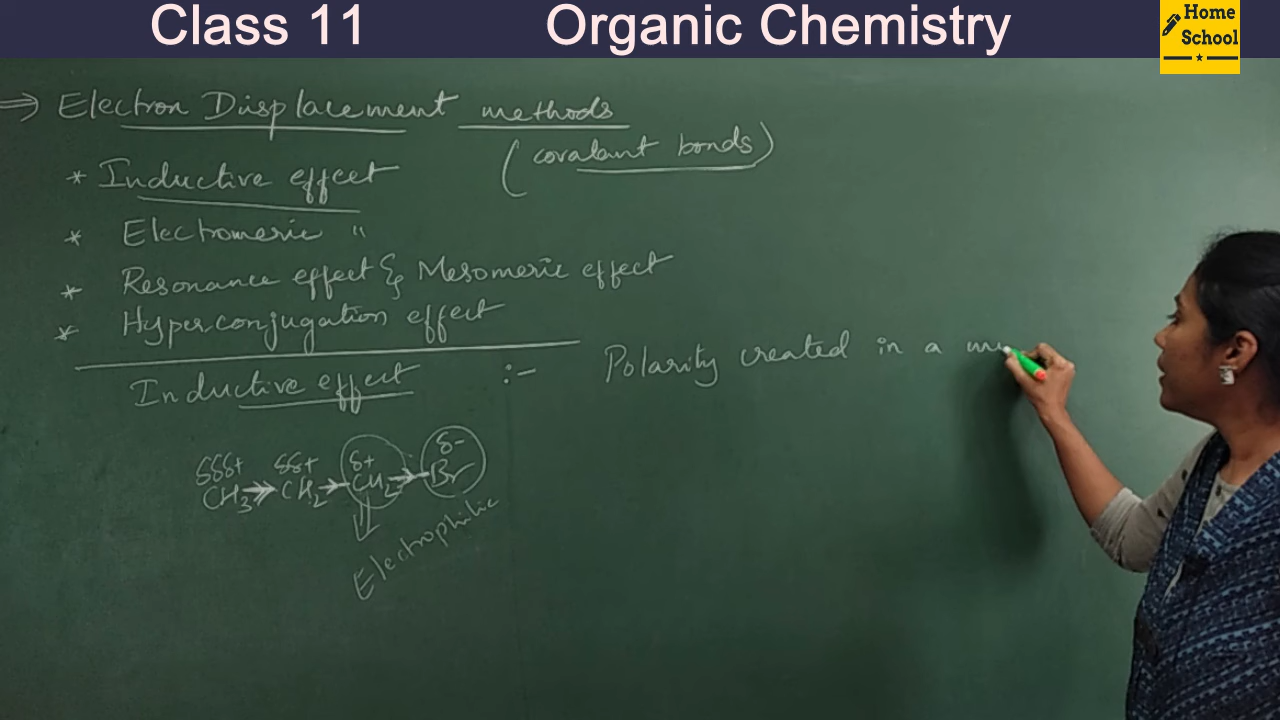 Class 11 Organic Chemistry
Home
School
⇒ Electron Displacement methods
(covalant bonds)
* Inductive effect
* Electromeric "
* Resonance effect & Mesomeric effect
* Hyperconjugation effect
Inductive effect :- Polarity created in a
δδδ+ δδ+ δ+ δ-
CH3 → CH2 → CH2 → Br
Electrophilic